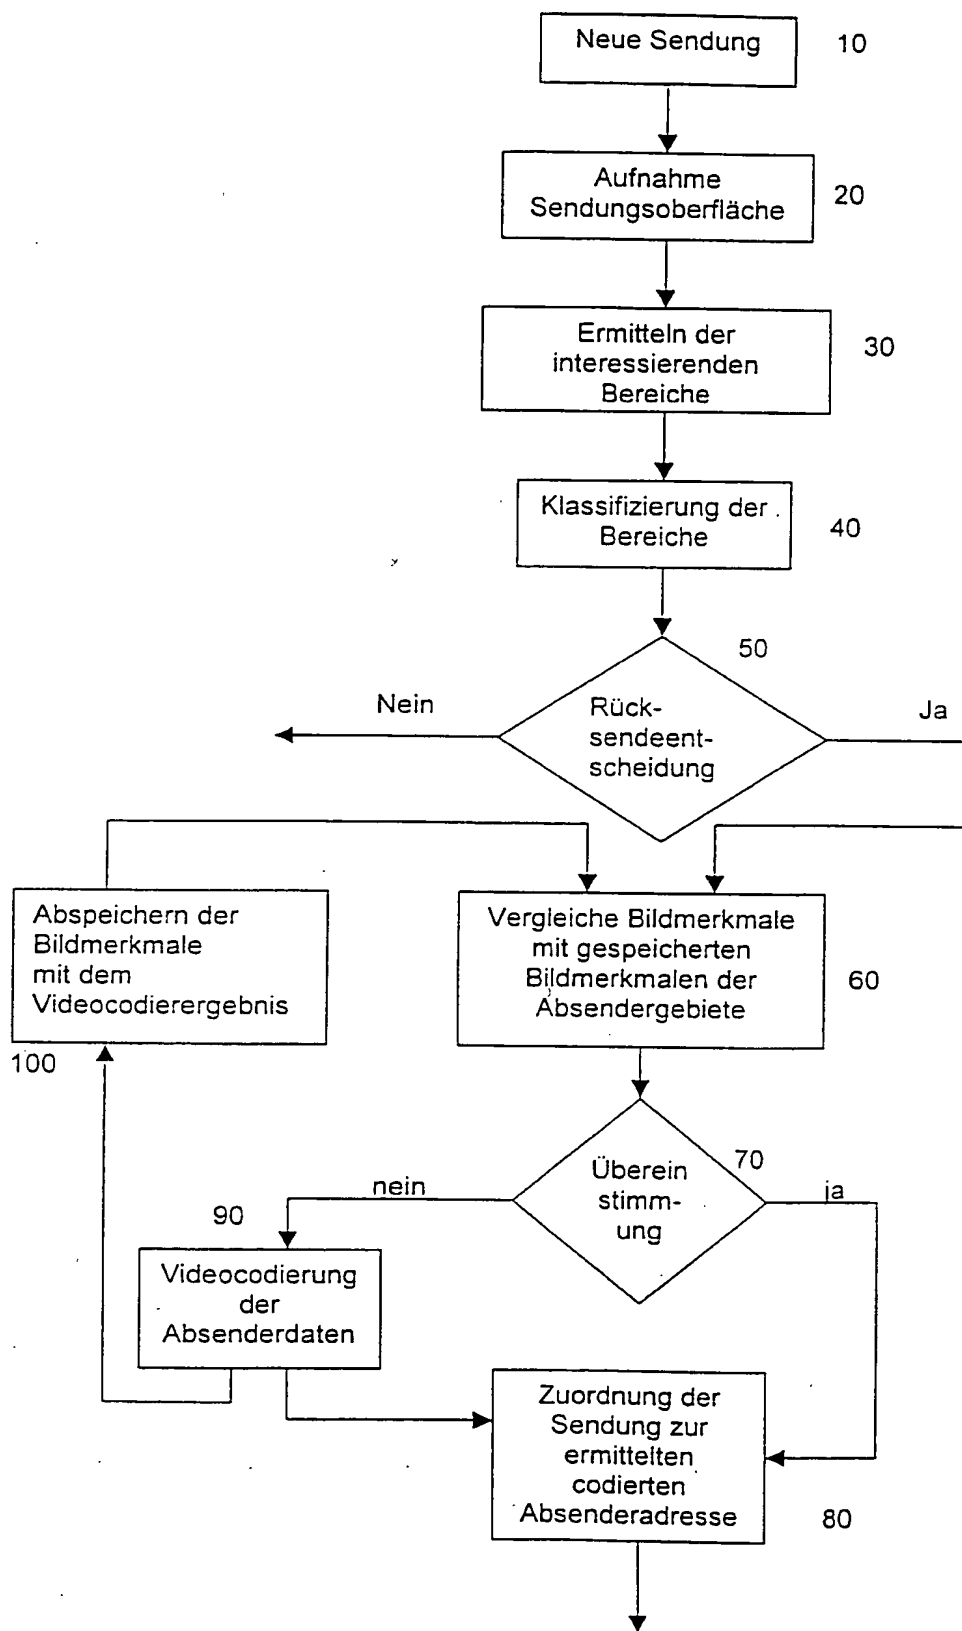 Neue Sendung
10
Aufnahme
Sendungsoberfläche
20
Ermitteln der
interessierenden
Bereiche
30
Klassifizierung der
Bereiche
40
50
Nein
Rück-
sendeent-
scheidung
Ja
Abspeichern der
Bildmerkmale
mit dem
Videocodierergebnis
100
Vergleiche Bildmerkmale
mit gespeicherten
Bildmerkmalen der
Absendergebiete
60
70
nein
Überein
stimm-
ung
ja
90
Videocodierung
der
Absenderdaten
Zuordnung der
Sendung zur
ermittelten
codierten
Absenderadresse
80